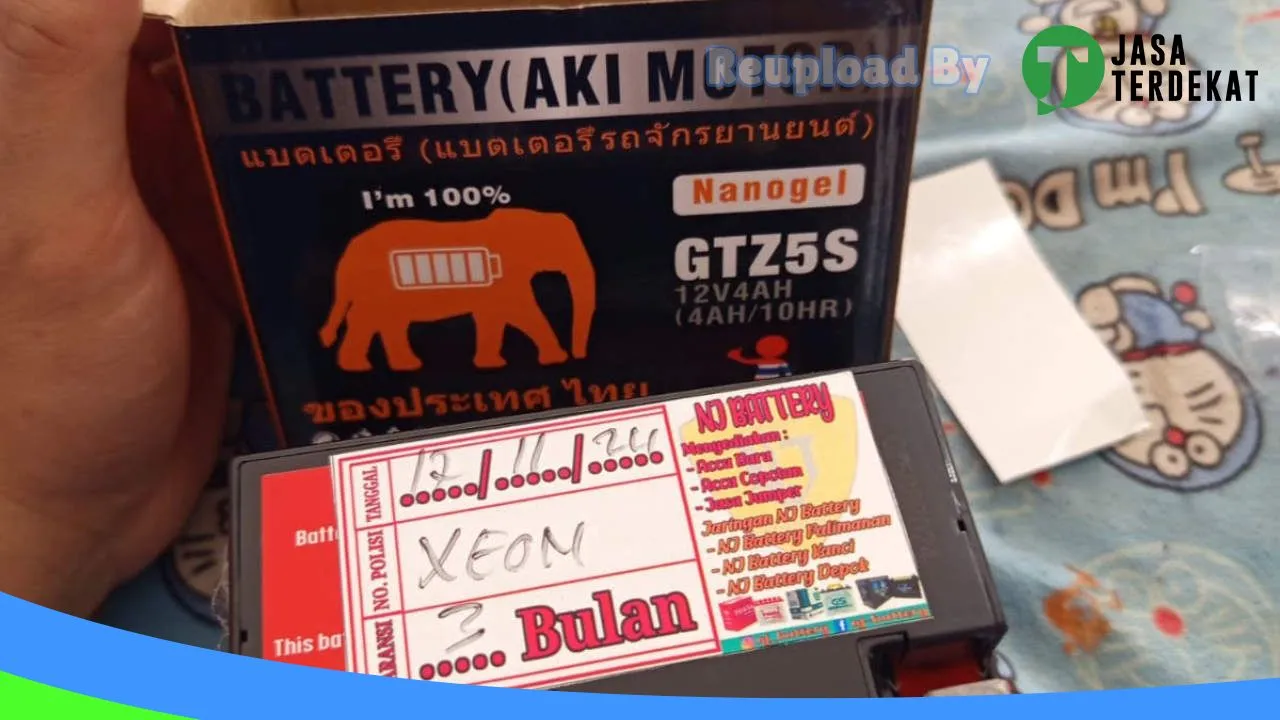 Reupload By
JASA
TERDEKAT
BATTERY(AKI MOTOR)
แบตเตอรี่ (แบตเตอรี่รถจักรยานยนต์)
I'm 100%
Nanogel
GTZ5S
12V4AH
(4AH/10HR)
ของประเทศ ไทย
I'm Do
TANGGAL
12/11/24
NO. POLISI
XEOM
ARANSI
3 Bulan
NJ BATTERY
Menyediakan :
- Accu Baru
- Accu Copotan
- Jasa Jumper
Jaringan NJ Battery
- NJ Battery Palimanan
- NJ Battery Kanci
- NJ Battery Depok
Batt
This bat